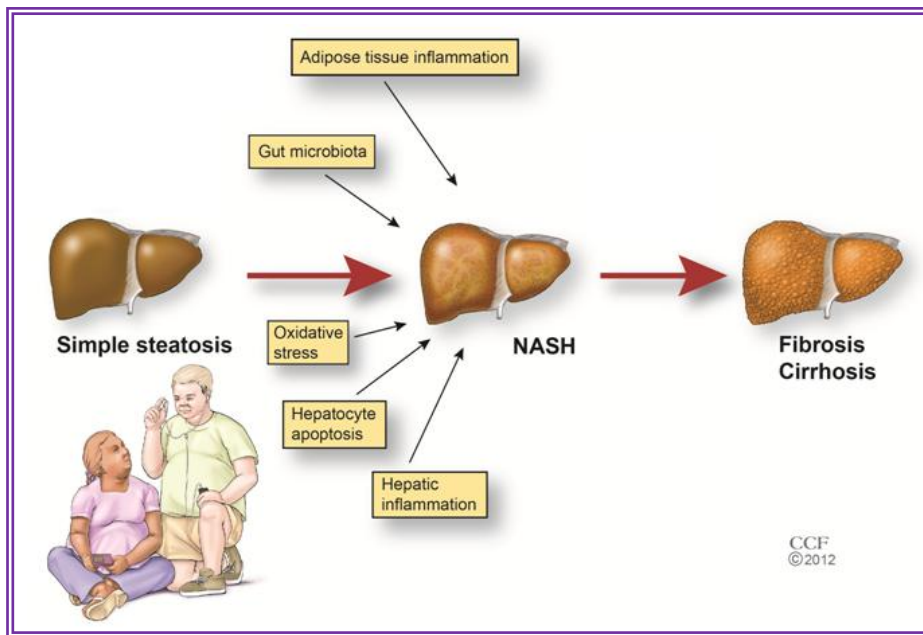 Adipose tissue inflammation
Gut microbiota
Simple steatosis
Oxidative
stress
NASH
Fibrosis
Cirrhosis
Hepatocyte
apoptosis
Hepatic
inflammation
CCF
©2012